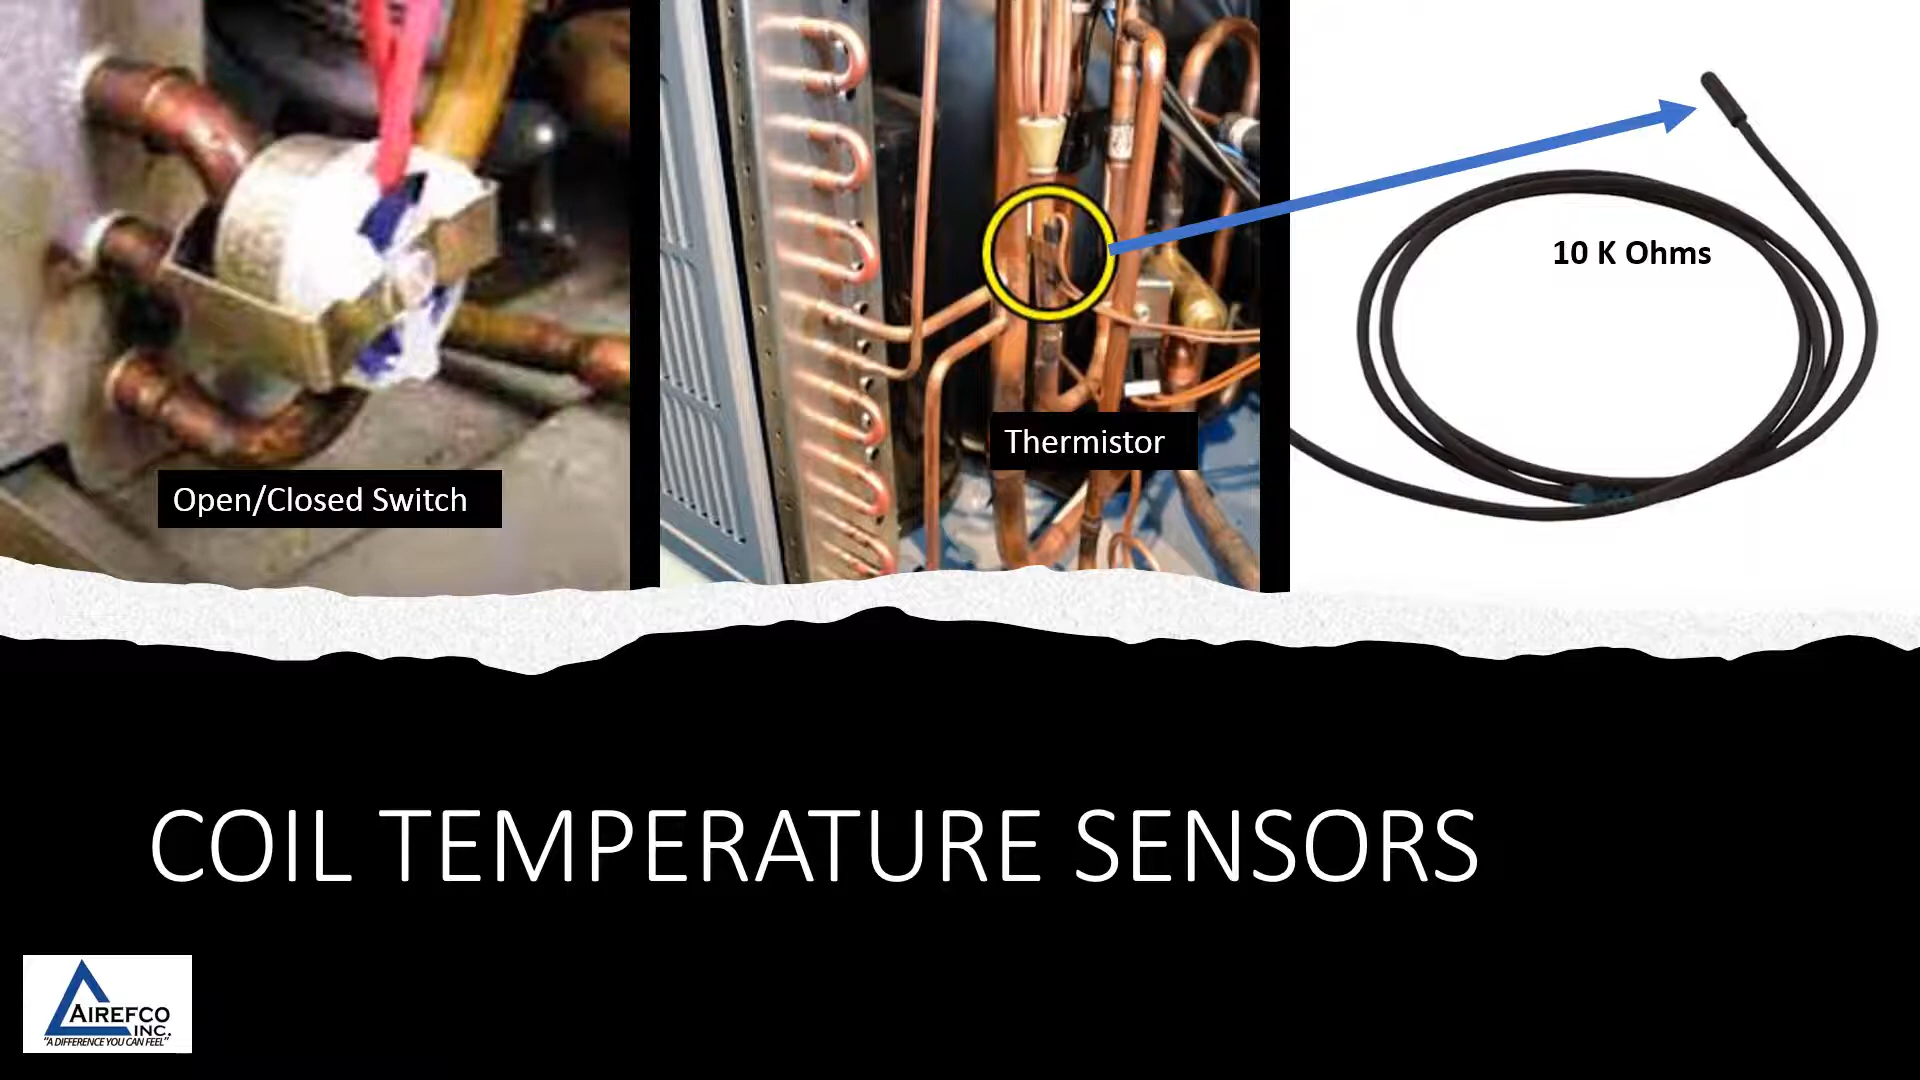 10 K Ohms
Thermistor
Open/Closed Switch
COIL TEMPERATURE SENSORS
AIREFCO
INC.
"A DIFFERENCE YOU CAN FEEL"